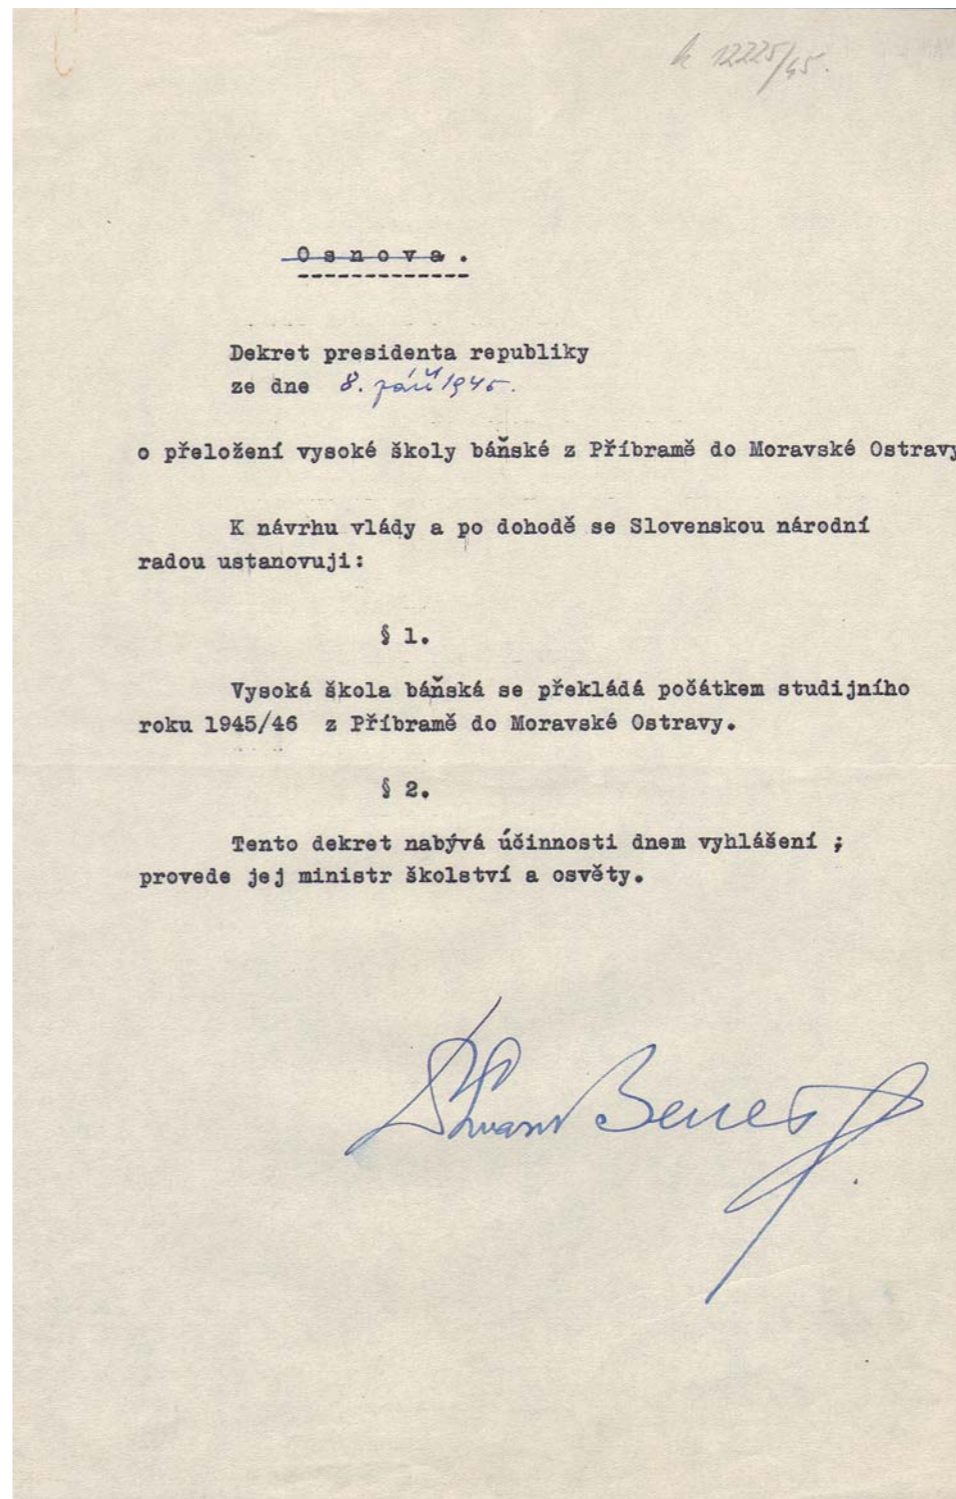 k 12225/45.
O s n o v a .
-------------
Dekret presidenta republiky
ze dne 8. září 1945.
o přeložení vysoké školy báňské z Příbramě do Moravské Ostravy
K návrhu vlády a po dohodě se Slovenskou národní
radou ustanovuji:
§ 1.
Vysoká škola báňská se překládá počátkem studijního
roku 1945/46 z Příbramě do Moravské Ostravy.
§ 2.
Tento dekret nabývá účinnosti dnem vyhlášení ;
provede jej ministr školství a osvěty.
Edvard Beneš